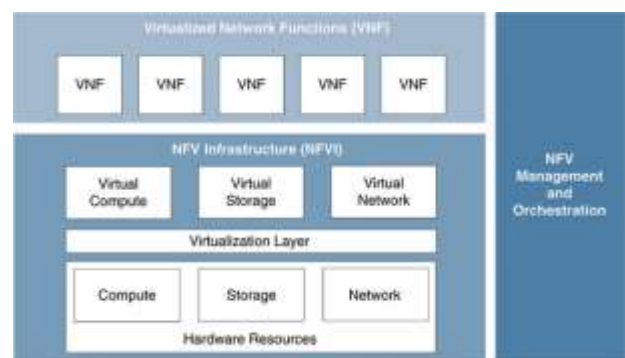 Virtualized Network Functions (VNF)
VNF VNF VNF VNF VNF
NFV Infrastructure (NFVI)
Virtual Compute
Virtual Storage
Virtual Network
Virtualization Layer
Compute Storage Network
Hardware Resources
NFV
Management
and
Orchestration